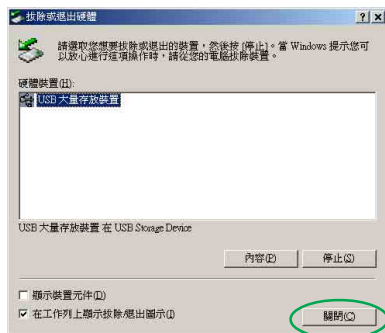 拔除或退出硬體
請選取您想要拔除或退出的裝置，然後按 [停止]。當 Windows 提示您可
以放心進行這項操作時，請從您的電腦拔除裝置。
硬體裝置(H):
USB 大量存放裝置
USB 大量存放裝置 在 USB Storage Device
內容(P) 停止(S)
顯示裝置元件(D)
在工作列上顯示拔除/退出圖示(I)
關閉(C)